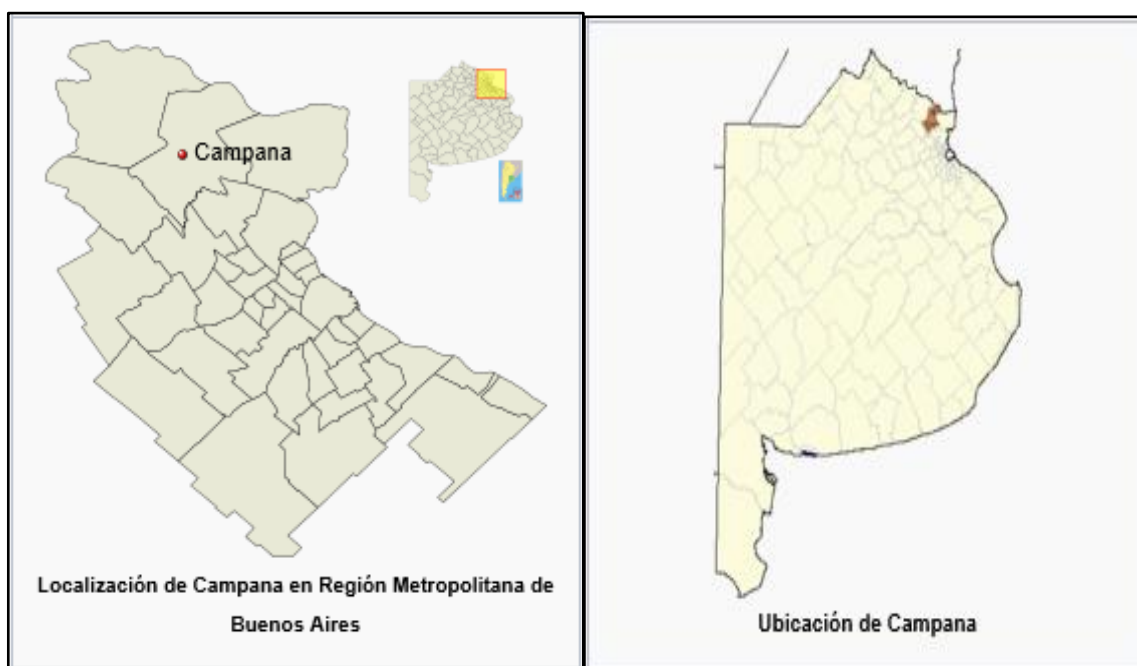 Campana
Localización de Campana en Región Metropolitana de
Buenos Aires
Ubicación de Campana